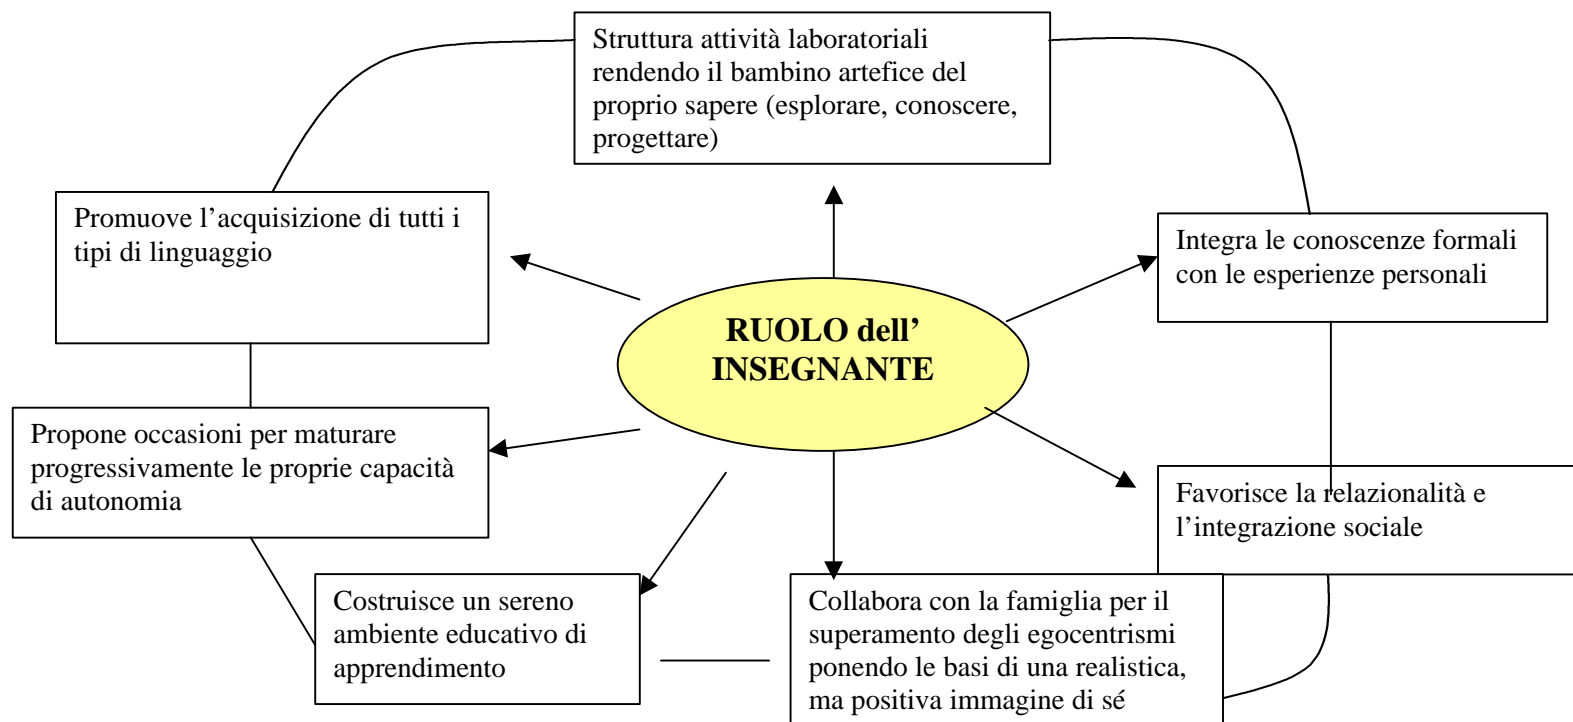 Struttura attività laboratoriali
rendendo il bambino artefice del
proprio sapere (esplorare, conoscere,
progettare)
Promuove l’acquisizione di tutti i
tipi di linguaggio
Integra le conoscenze formali
con le esperienze personali
RUOLO dell’
INSEGNANTE
Propone occasioni per maturare
progressivamente le proprie capacità
di autonomia
Favorisce la relazionalità e
l’integrazione sociale
Costruisce un sereno
ambiente educativo di
apprendimento
Collabora con la famiglia per il
superamento degli egocentrismi
ponendo le basi di una realistica,
ma positiva immagine di sé